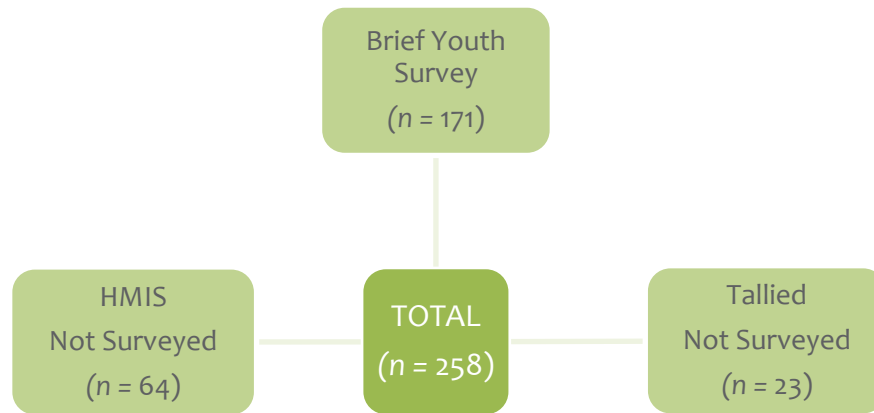 Brief Youth
Survey
(n = 171)
HMIS
Not Surveyed
(n = 64)
TOTAL
(n = 258)
Tallied
Not Surveyed
(n = 23)